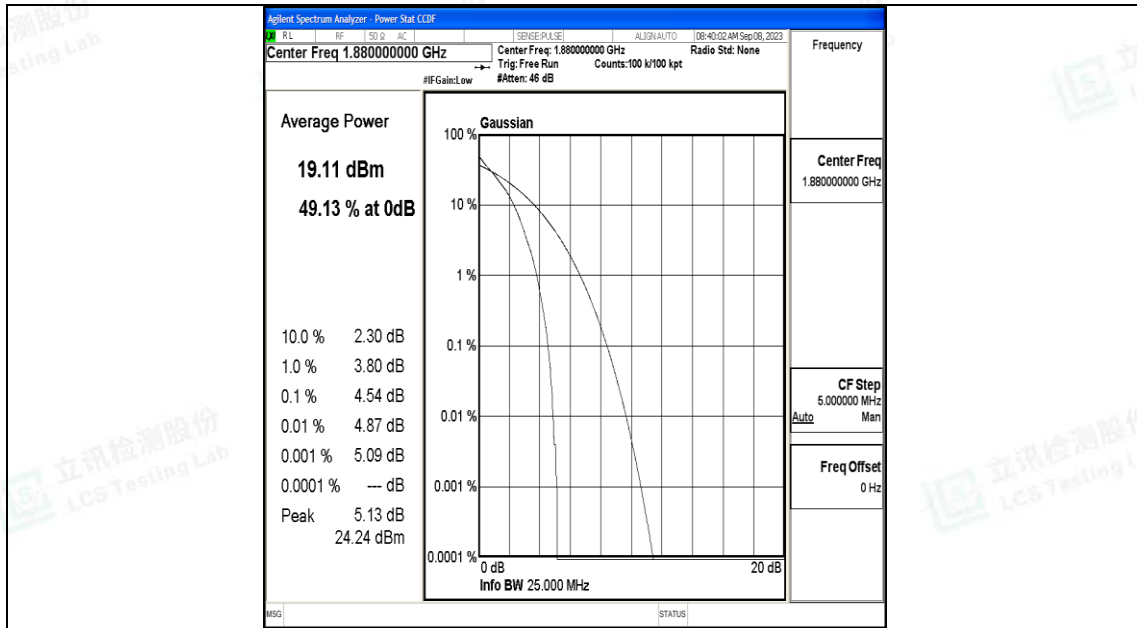 Agilent Spectrum Analyzer - Power Stat CCDF
RL RF 50 Ω AC SENSE:PULSE ALIGN AUTO 08:40:02 AM Sep 08, 2023
Center Freq 1.880000000 GHz
Center Freq: 1.880000000 GHz Radio Std: None
Trig: Free Run Counts:100 k/100 kpt
#IFGain:Low #Atten: 46 dB
Frequency
Average Power
19.11 dBm
49.13 % at 0dB
10.0 % 2.30 dB
1.0 % 3.80 dB
0.1 % 4.54 dB
0.01 % 4.87 dB
0.001 % 5.09 dB
0.0001 % --- dB
Peak 5.13 dB
24.24 dBm
Gaussian
100 %
10 %
1 %
0.1 %
0.01 %
0.001 %
0.0001 %
0 dB 20 dB
Info BW 25.000 MHz
Center Freq
1.880000000 GHz
CF Step
5.000000 MHz
Auto Man
Freq Offset
0 Hz
MSG STATUS
立讯检测股份
LCS Testing Lab
立讯检测股份